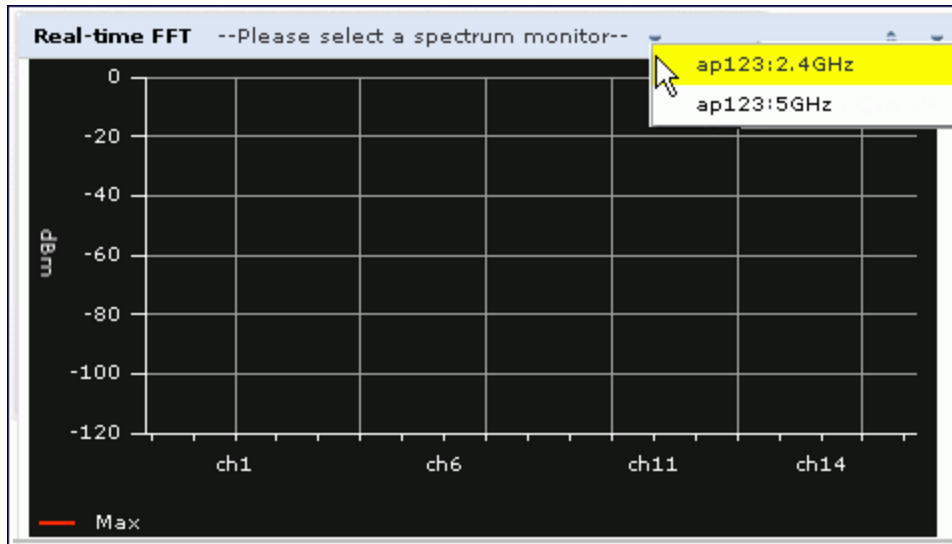 Real-time FFT --Please select a spectrum monitor--
ap123:2.4GHz
ap123:5GHz
0
-20
-40
-60
-80
-100
-120
dBm
ch1 ch6 ch11 ch14
Max